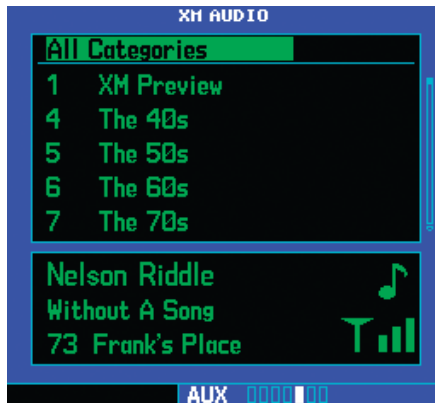 XM AUDIO
All Categories
1 XM Preview
4 The 40s
5 The 50s
6 The 60s
7 The 70s
Nelson Riddle
Without A Song
73 Frank's Place
AUX